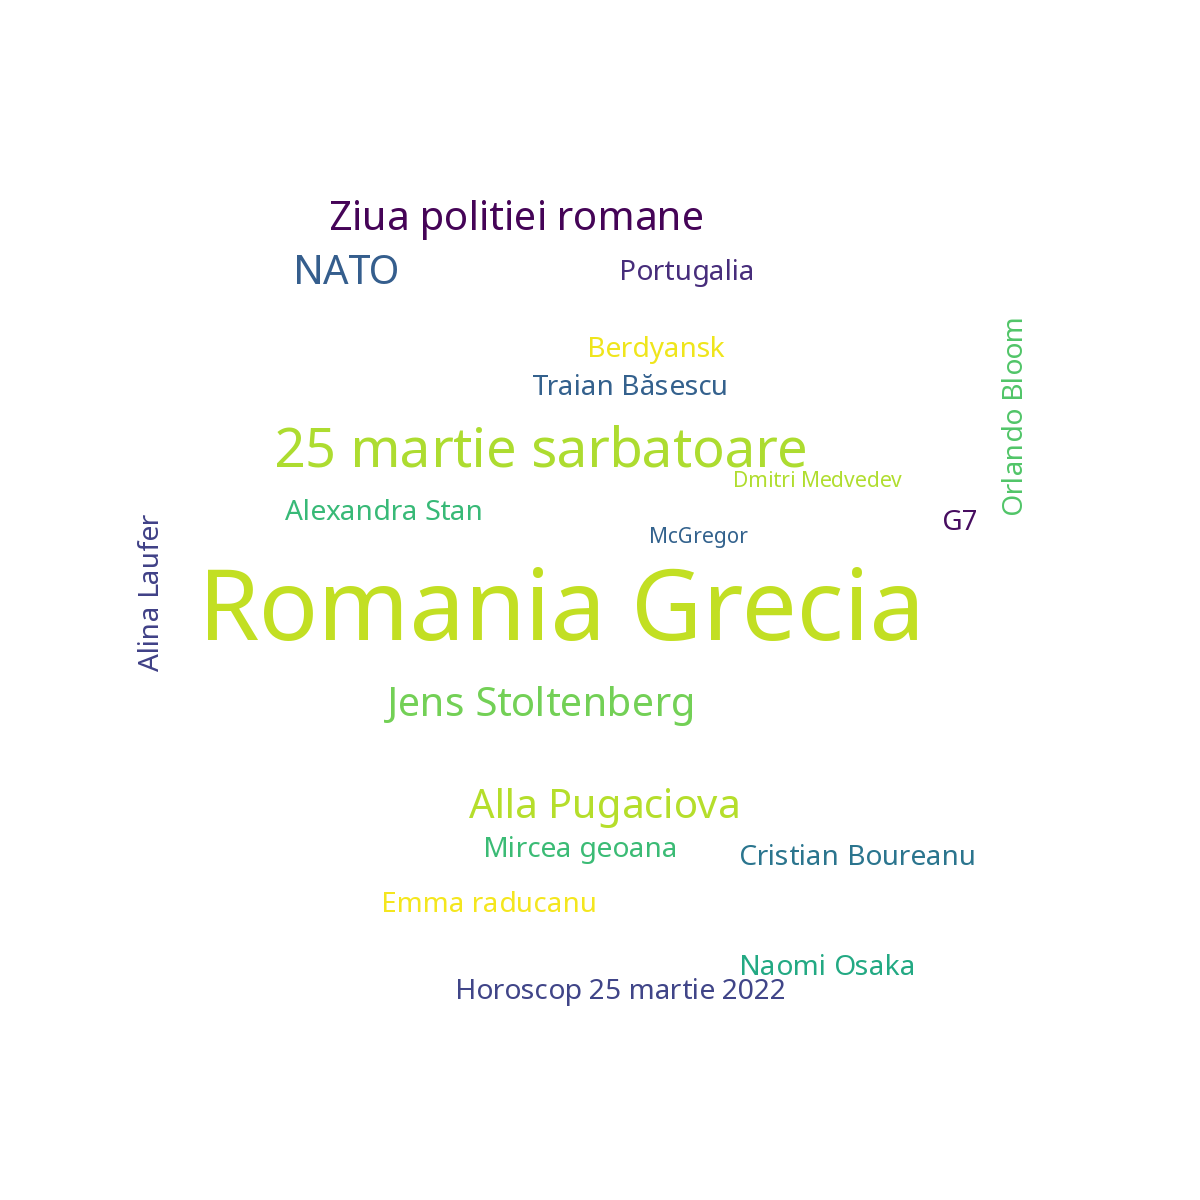 Ziua politiei romane
NATO
Portugalia
Berdyansk
Traian Băsescu
Orlando Bloom
25 martie sarbatoare
Dmitri Medvedev
Alexandra Stan
G7
McGregor
Alina Laufer
Romania Grecia
Jens Stoltenberg
Alla Pugaciova
Mircea geoana
Cristian Boureanu
Emma raducanu
Naomi Osaka
Horoscop 25 martie 2022